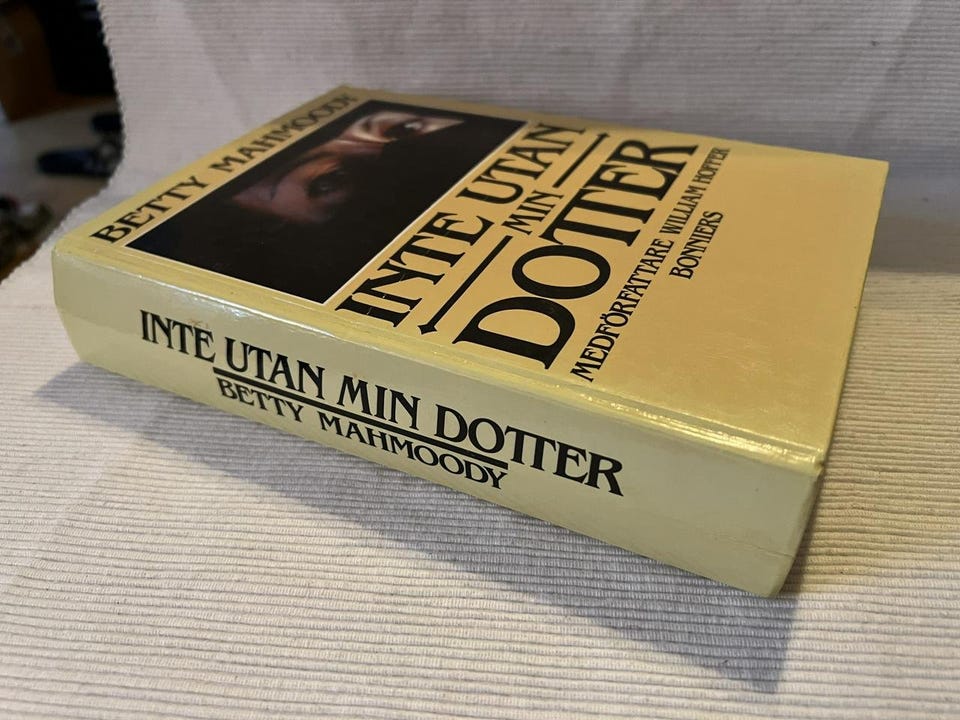 BETTY MAHMOODY
INTE UTAN
MIN
DOTTER
MEDFÖRFATTARE WILLIAM HOFFER
BONNIERS
INTE UTAN MIN DOTTER
BETTY MAHMOODY